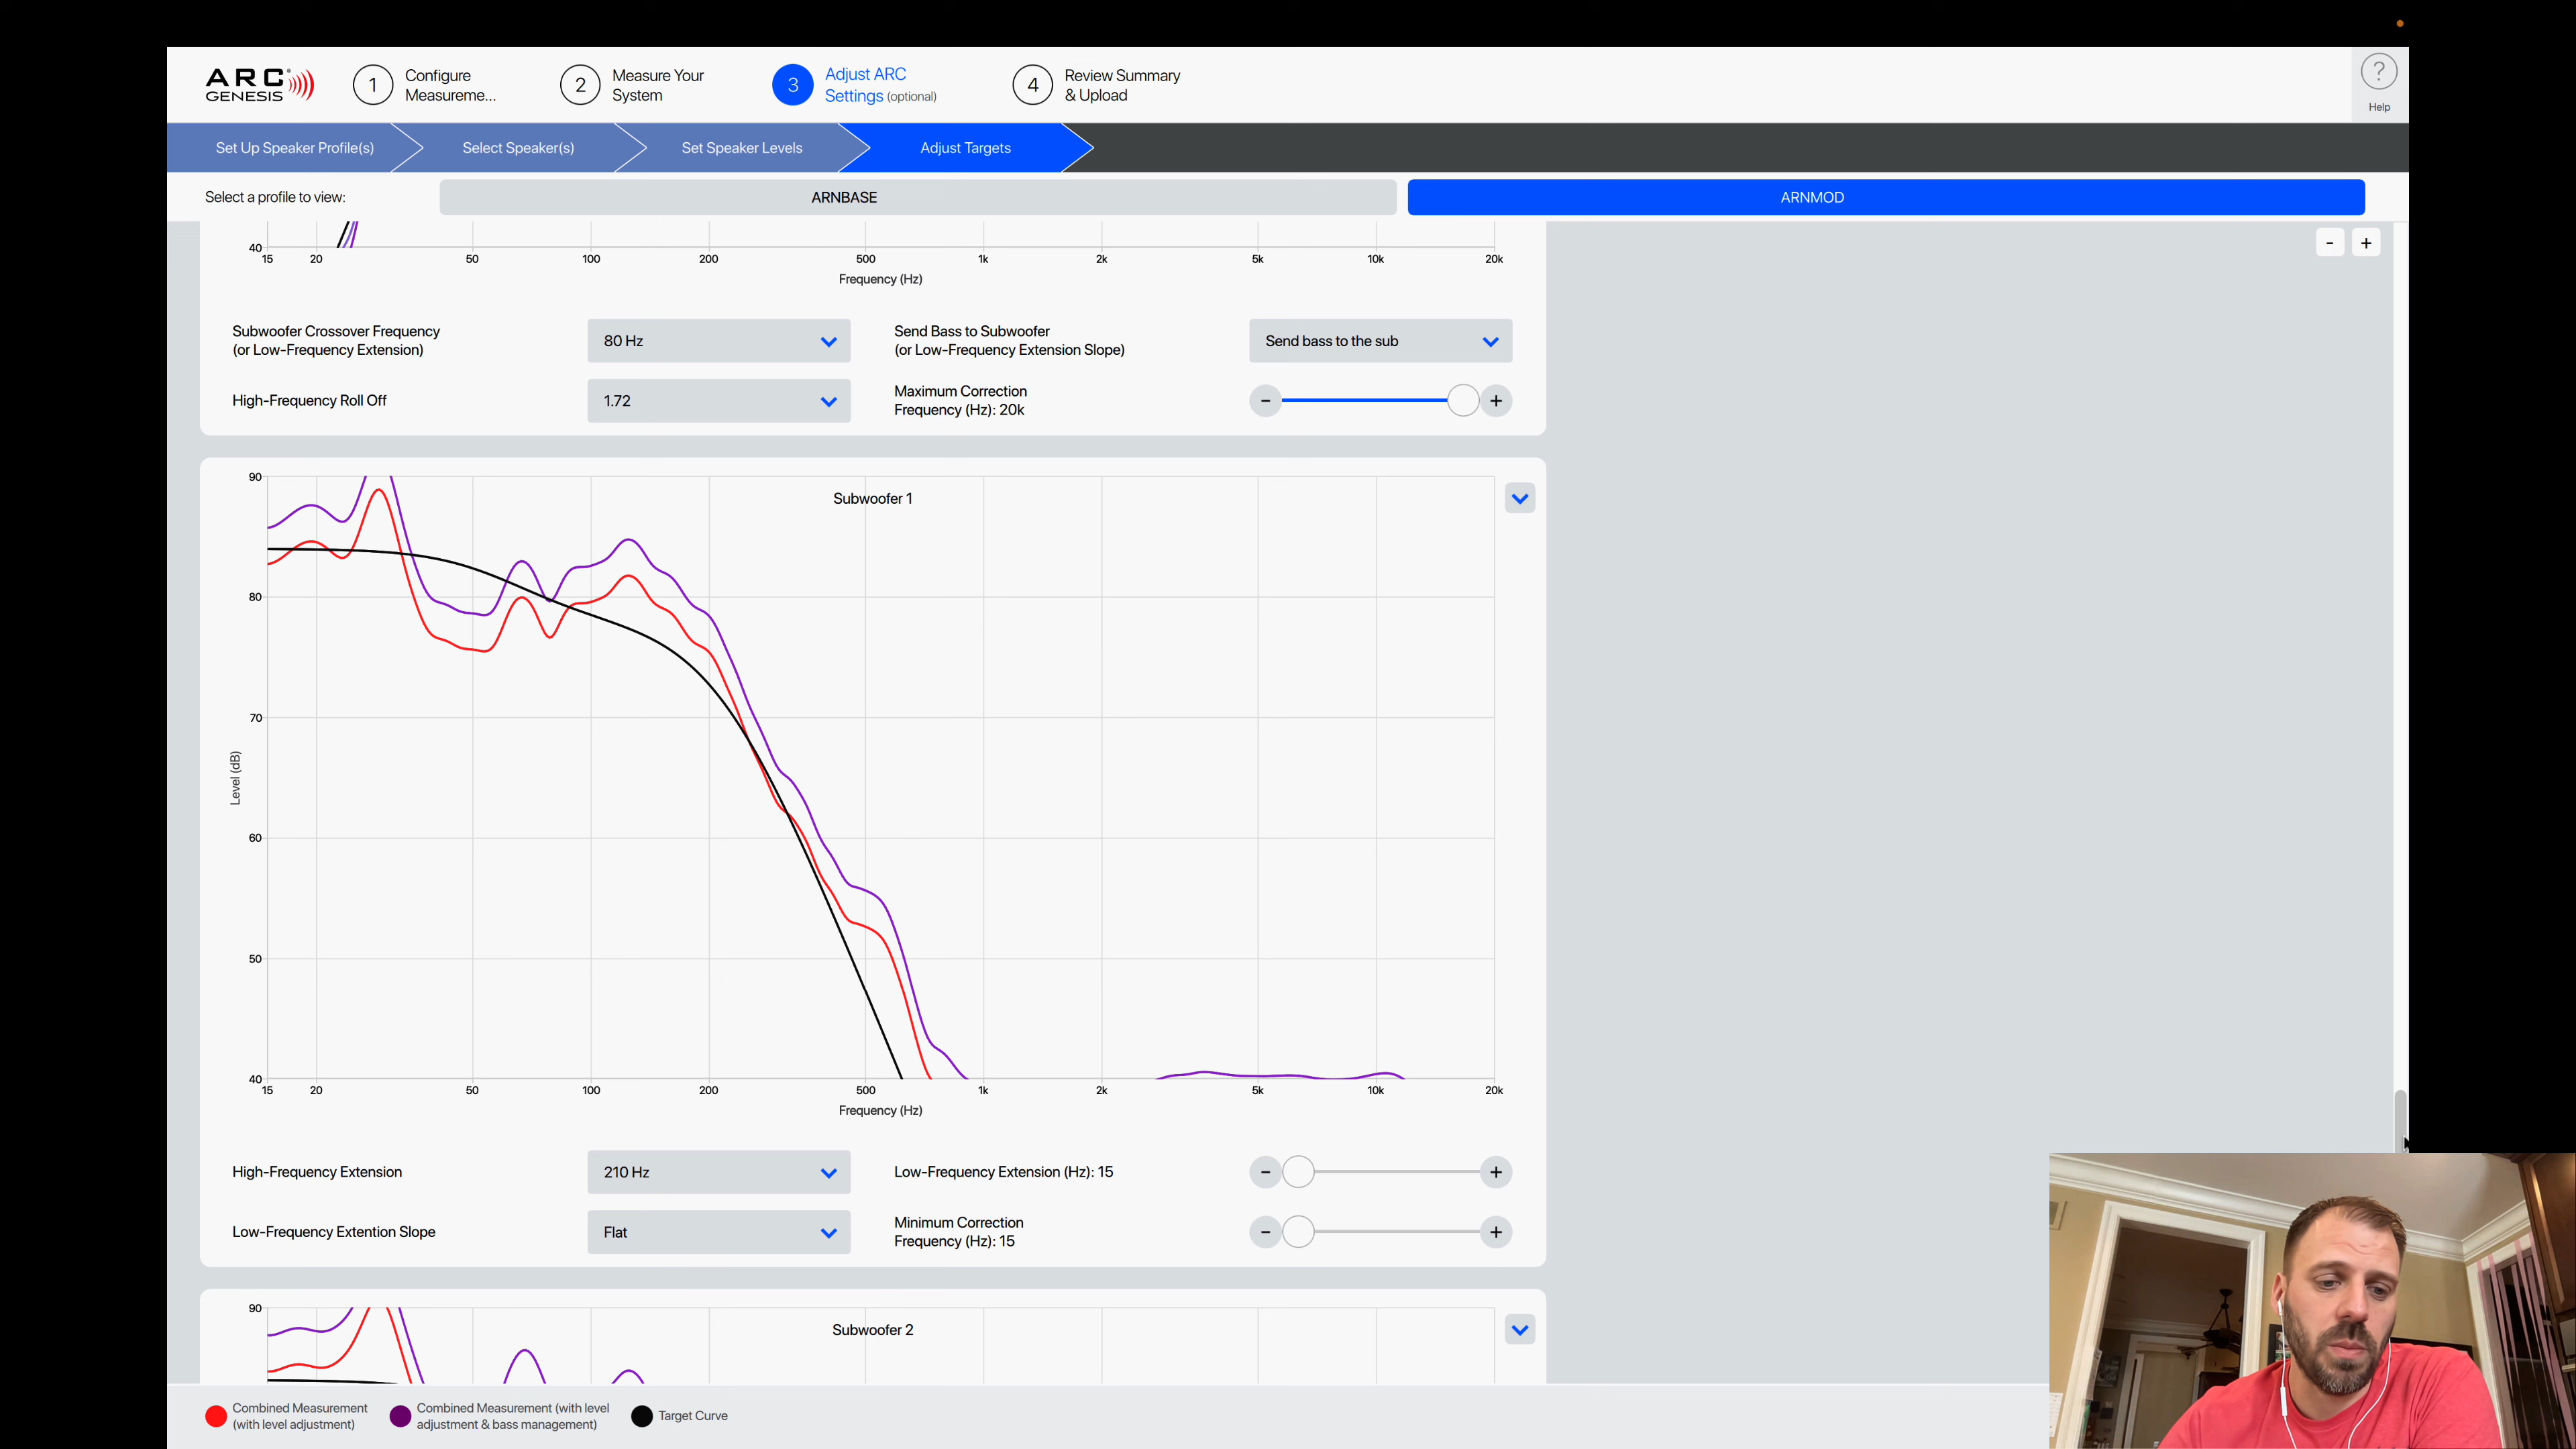 ARC®
GENESIS
1
Configure
Measureme...
2
Measure Your
System
3
Adjust ARC
Settings (optional)
4
Review Summary
& Upload
?
Help
Set Up Speaker Profile(s)
Select Speaker(s)
Set Speaker Levels
Adjust Targets
Select a profile to view:
ARNBASE
ARNMOD
- +
40
15 20 50 100 200 500 1k 2k 5k 10k 20k
Frequency (Hz)
Subwoofer Crossover Frequency
(or Low-Frequency Extension)
80 Hz
Send Bass to Subwoofer
(or Low-Frequency Extension Slope)
Send bass to the sub
High-Frequency Roll Off
1.72
Maximum Correction
Frequency (Hz): 20k
- +
Subwoofer 1
90
80
70
60
50
40
Level (dB)
15 20 50 100 200 500 1k 2k 5k 10k 20k
Frequency (Hz)
High-Frequency Extension
210 Hz
Low-Frequency Extension (Hz): 15
- +
Low-Frequency Extention Slope
Flat
Minimum Correction
Frequency (Hz): 15
- +
90
Subwoofer 2
Combined Measurement
(with level adjustment)
Combined Measurement (with level
adjustment & bass management)
Target Curve